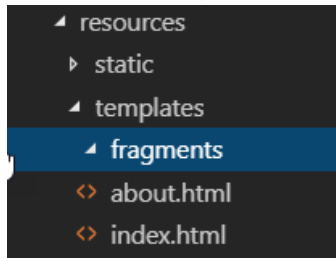 resources
static
templates
fragments
about.html
index.html